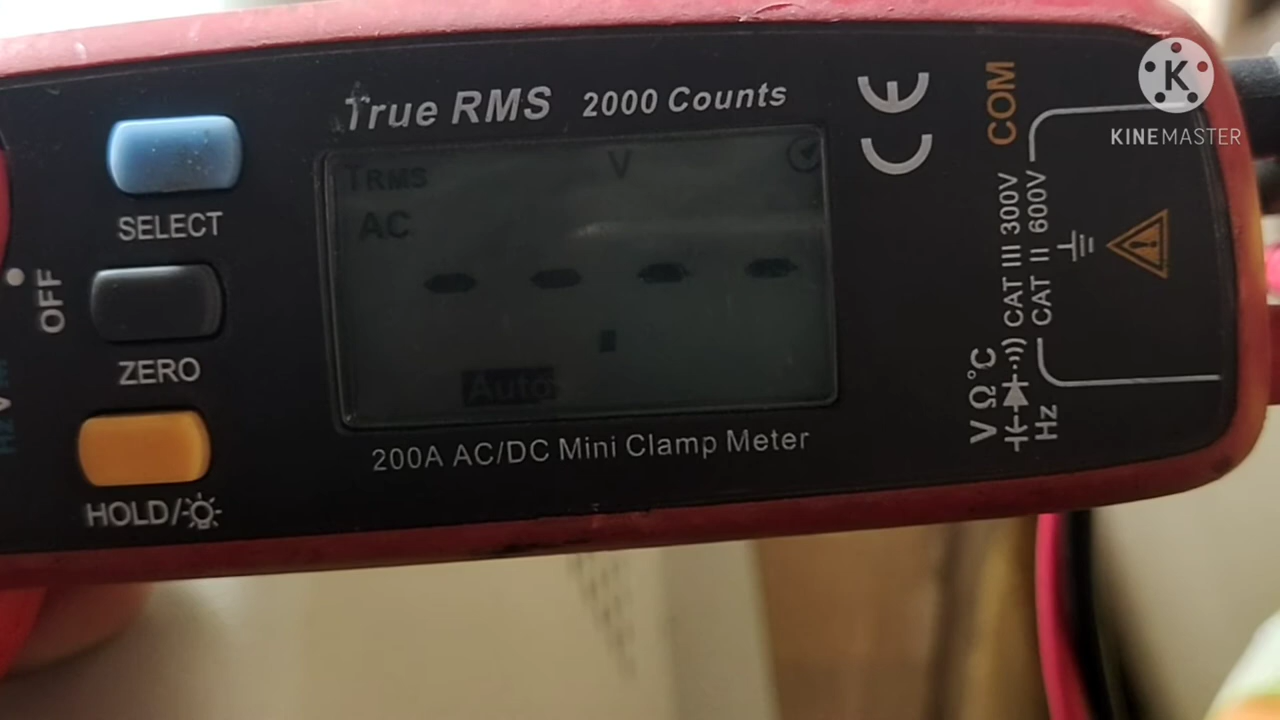 True RMS 2000 Counts
TRMS
V
AC
- - - -
Auto
200A AC/DC Mini Clamp Meter
SELECT
ZERO
HOLD/
OFF
CE
COM
CAT III 300V
CAT II 600V
VΩ°C
Hz
K
KINEMASTER